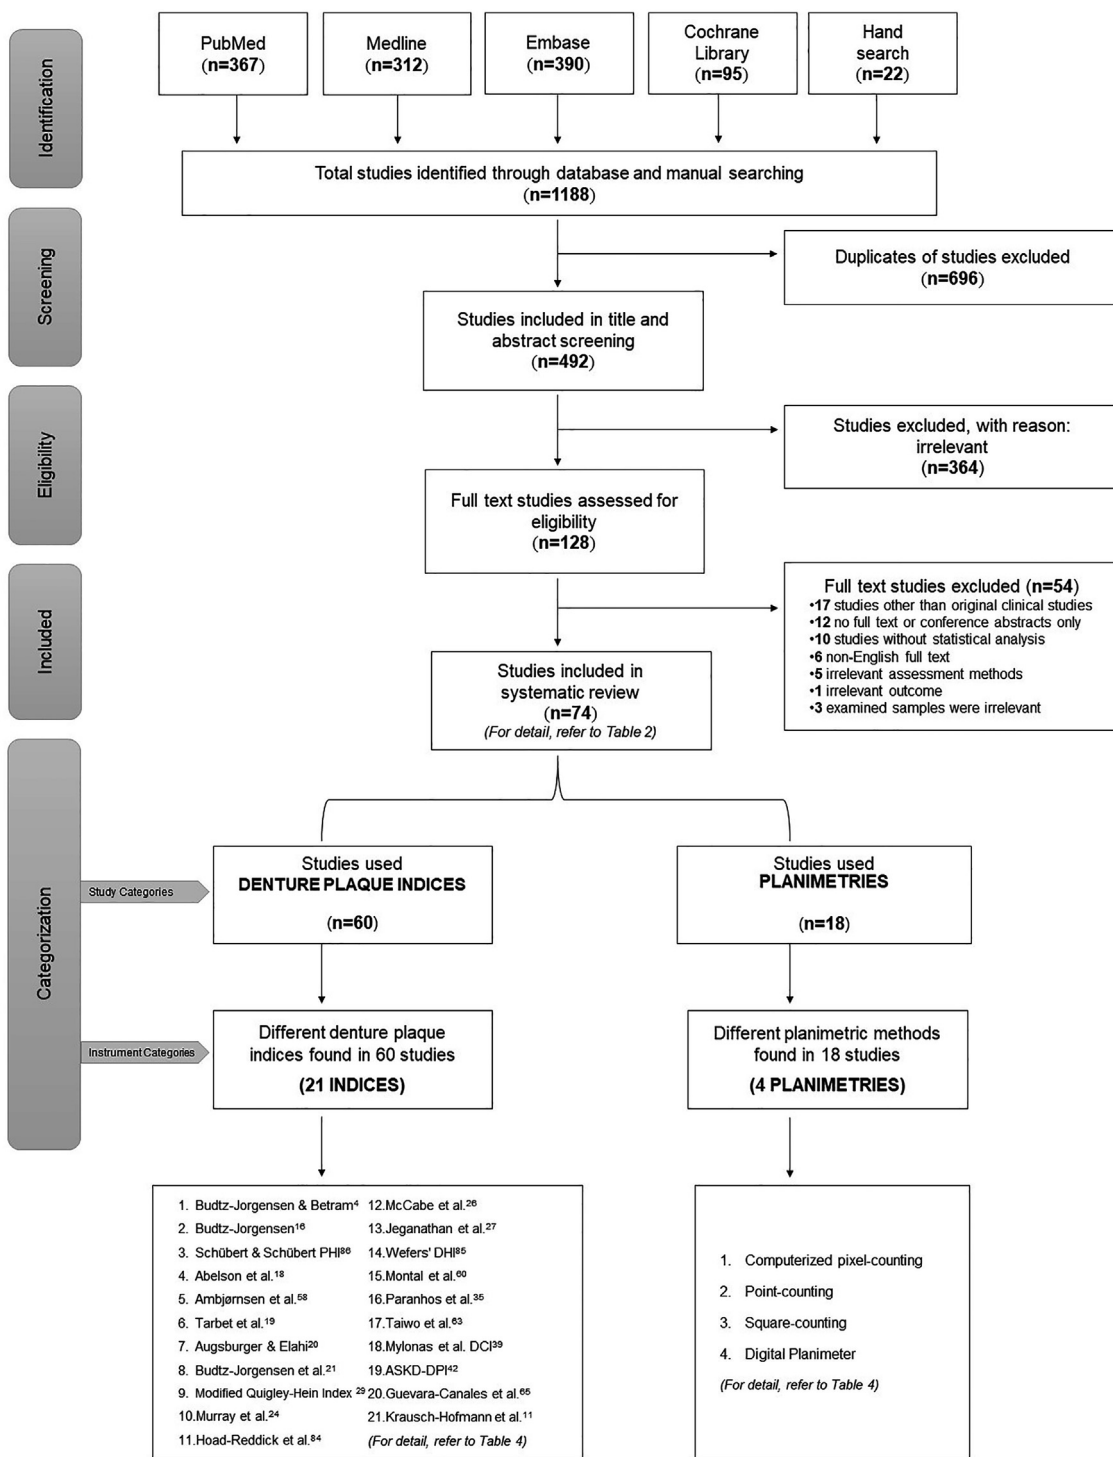 Identification
PubMed
(n=367)
Medline
(n=312)
Embase
(n=390)
Cochrane
Library
(n=95)
Hand
search
(n=22)
Total studies identified through database and manual searching
(n=1188)
Screening
Duplicates of studies excluded
(n=696)
Studies included in title and
abstract screening
(n=492)
Eligibility
Studies excluded, with reason:
irrelevant
(n=364)
Full text studies assessed for
eligibility
(n=128)
Included
Full text studies excluded (n=54)
•17 studies other than original clinical studies
•12 no full text or conference abstracts only
•10 studies without statistical analysis
•6 non-English full text
•5 irrelevant assessment methods
•1 irrelevant outcome
•3 examined samples were irrelevant
Studies included in
systematic review
(n=74)
(For detail, refer to Table 2)
Categorization
Study Categories
Studies used
DENTURE PLAQUE INDICES
(n=60)
Studies used
PLANIMETRIES
(n=18)
Instrument Categories
Different denture plaque
indices found in 60 studies
(21 INDICES)
Different planimetric methods
found in 18 studies
(4 PLANIMETRIES)
1. Budtz-Jorgensen & Betram⁴
2. Budtz-Jorgensen¹⁶
3. Schübert & Schübert PHI⁸⁶
4. Abelson et al.¹⁸
5. Ambjørnsen et al.⁵⁸
6. Tarbet et al.¹⁹
7. Augsburger & Elahi²⁰
8. Budtz-Jorgensen et al.²¹
9. Modified Quigley-Hein Index ²⁹
10.Murray et al.²⁴
11.Hoad-Reddick et al.⁸⁴
12.McCabe et al.²⁶
13.Jeganathan et al.²⁷
14.Wefers' DHI⁸⁵
15.Montal et al.⁶⁰
16.Paranhos et al.³⁵
17.Taiwo et al.⁶³
18.Mylonas et al. DCI³⁹
19.ASKD-DPI⁴²
20.Guevara-Canales et al.⁶⁵
21.Krausch-Hofmann et al.¹¹
(For detail, refer to Table 4)
1. Computerized pixel-counting
2. Point-counting
3. Square-counting
4. Digital Planimeter
(For detail, refer to Table 4)